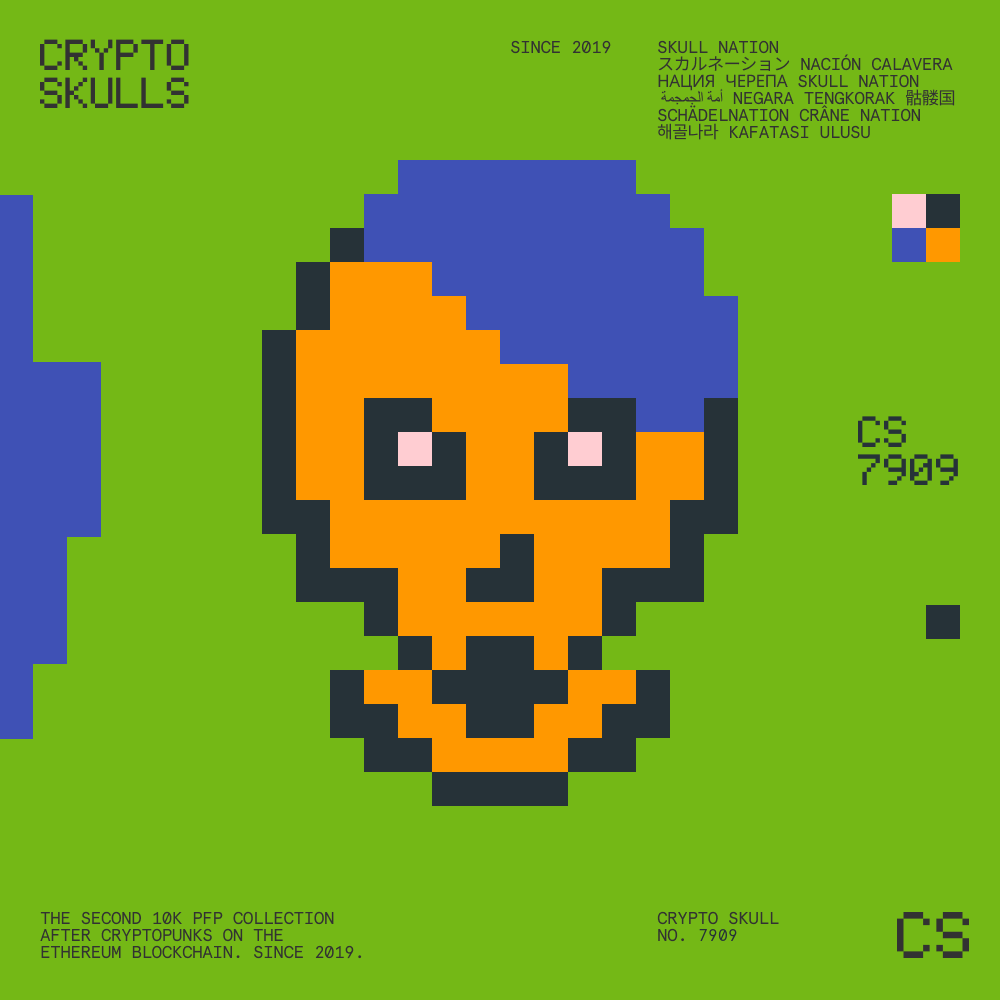 CRYPTO
SKULLS
SINCE 2019
SKULL NATION
スカルネーション NACIÓN CALAVERA
НАЦИЯ ЧЕРЕПА SKULL NATION
أمة الجمجمة NEGARA TENGKORAK 骷髅国
SCHÄDELNATION CRÂNE NATION
해골나라 KAFATASI ULUSU
CS
7909
THE SECOND 10K PFP COLLECTION
AFTER CRYPTOPUNKS ON THE
ETHEREUM BLOCKCHAIN. SINCE 2019.
CRYPTO SKULL
NO. 7909
CS